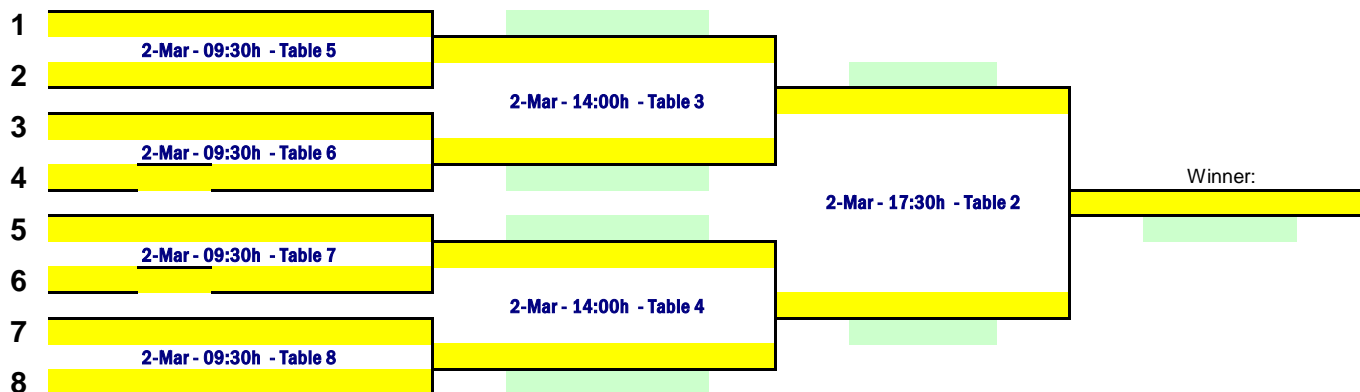 1
2-Mar - 09:30h - Table 5
2
2-Mar - 14:00h - Table 3
3
2-Mar - 09:30h - Table 6
4
Winner:
2-Mar - 17:30h - Table 2
5
2-Mar - 09:30h - Table 7
6
2-Mar - 14:00h - Table 4
7
2-Mar - 09:30h - Table 8
8